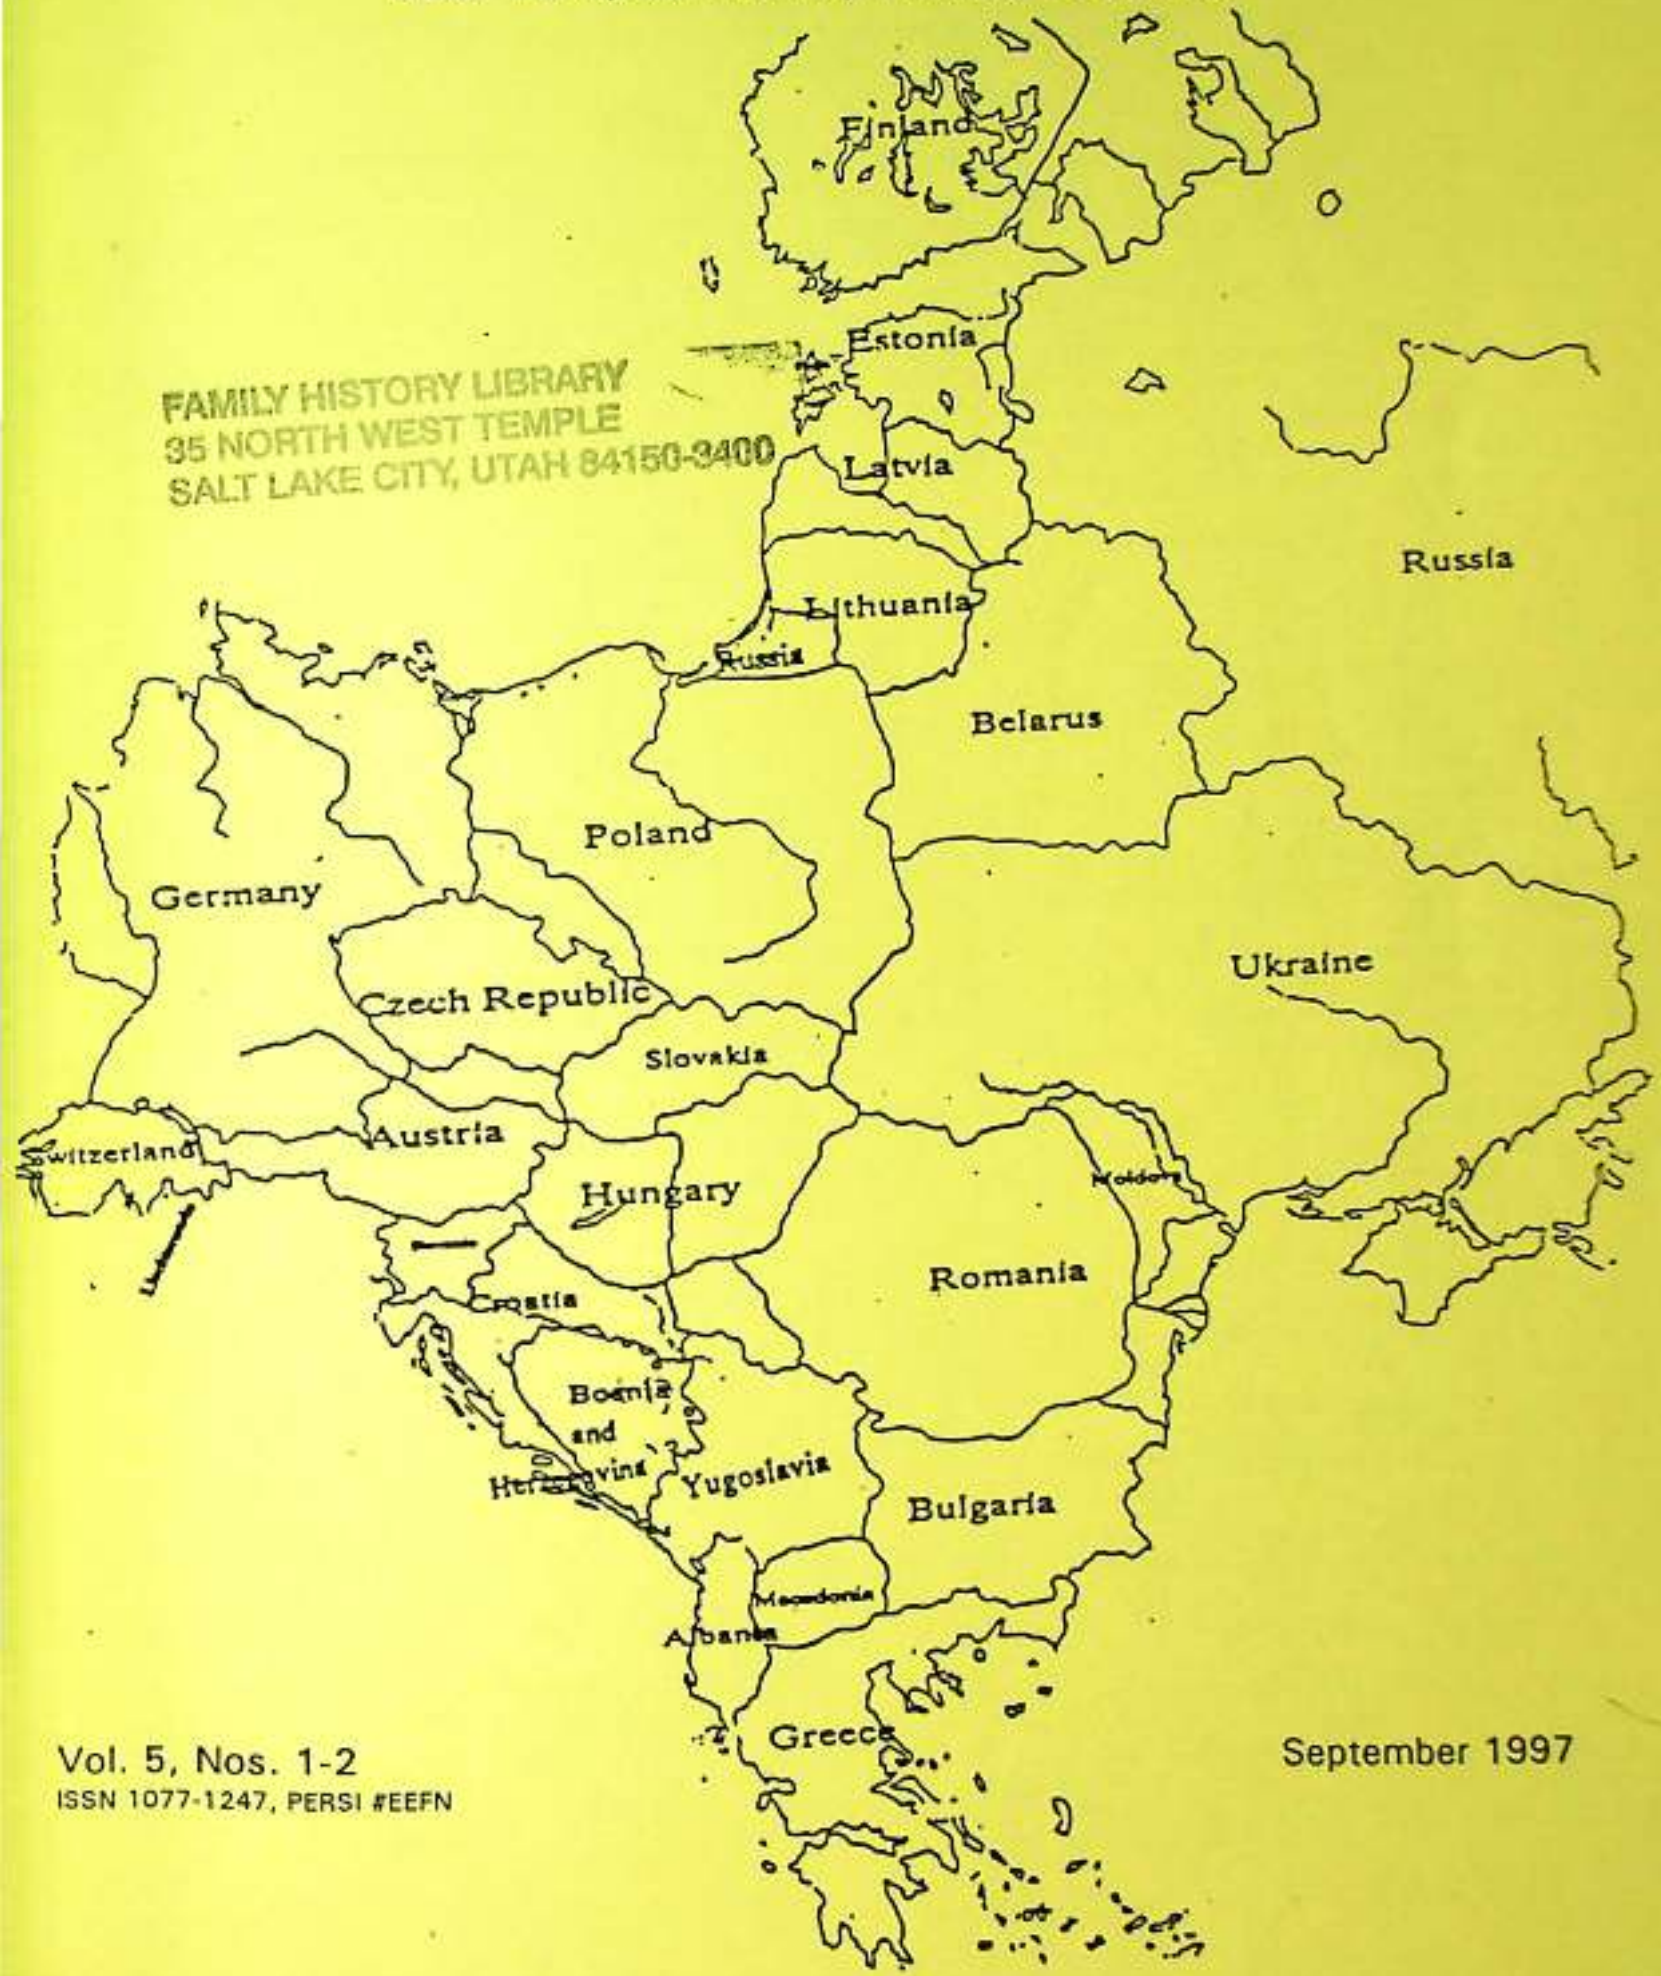 Finland
Estonia
FAMILY HISTORY LIBRARY
35 NORTH WEST TEMPLE
SALT LAKE CITY, UTAH 84150-3400
Latvia
Russia
Lithuania
Russia
Belarus
Poland
Germany
Ukraine
Czech Republic
Slovakia
Austria
Switzerland
Hungary
Romania
Croatia
Bosnia
and
Herzegovina
Yugoslavia
Bulgaria
Macedonia
Albania
Greece
Vol. 5, Nos. 1-2
ISSN 1077-1247, PERSI #EEFN
September 1997